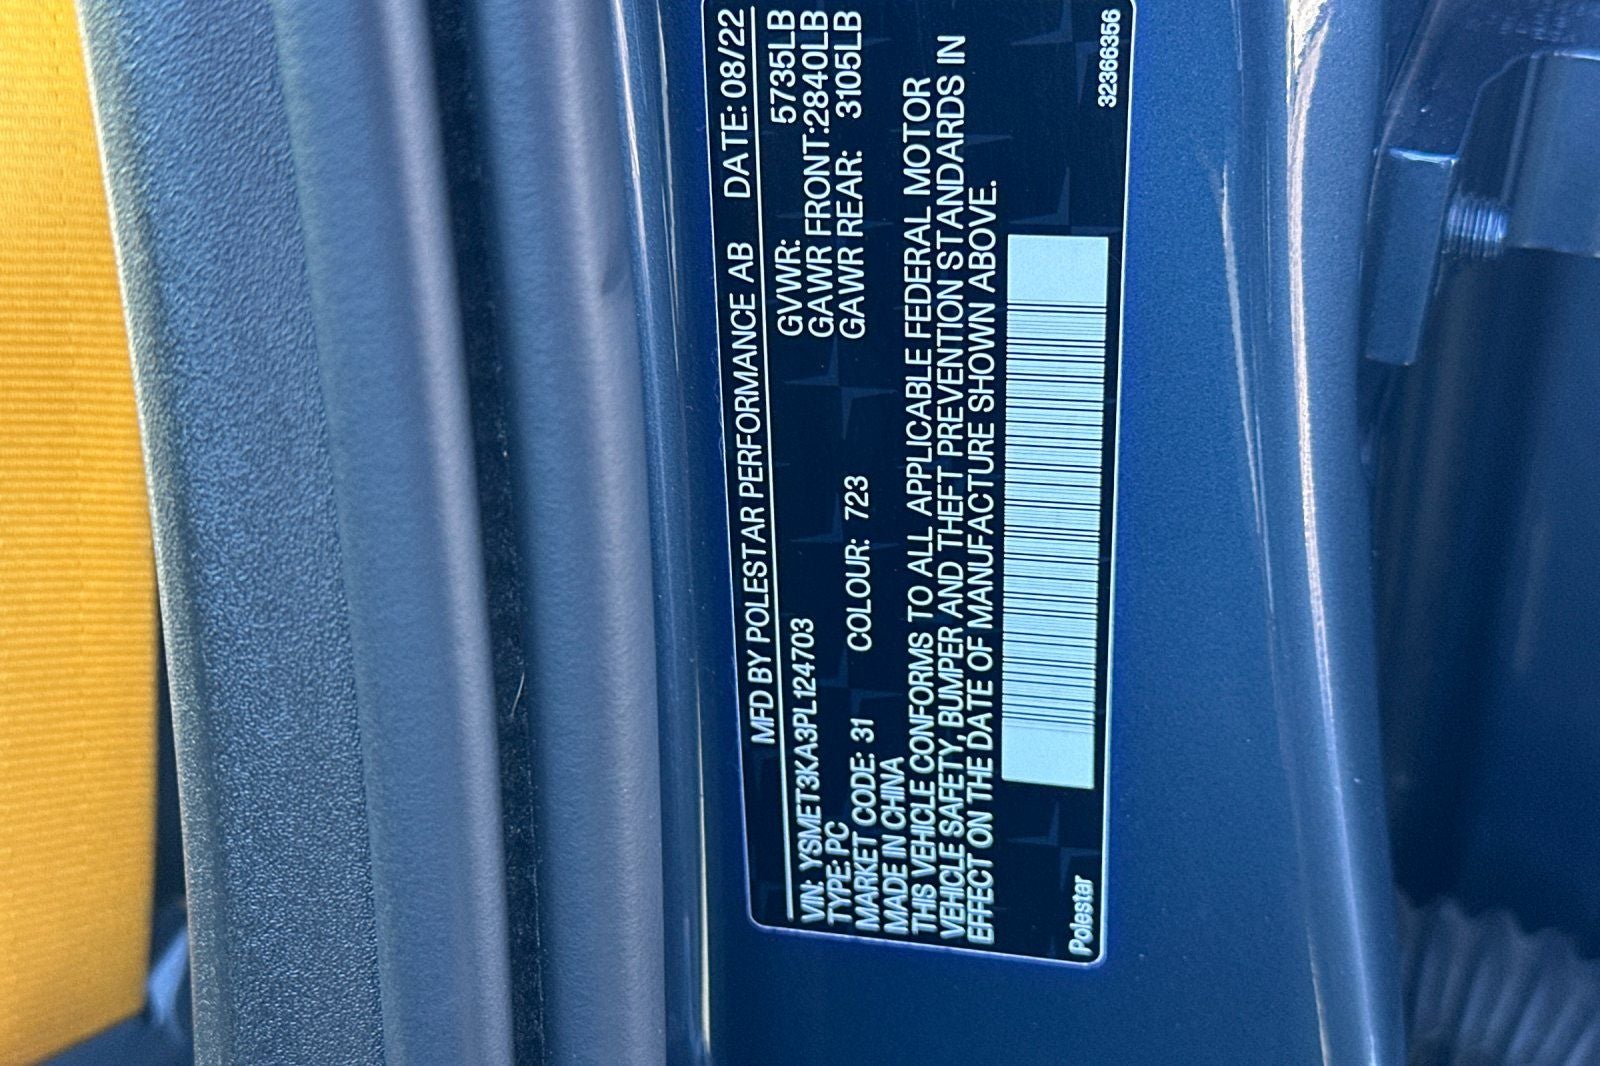 MFD BY POLESTAR PERFORMANCE AB DATE: 08/22
VIN: YSMET3KA3PL124703 GVWR: 5735LB
TYPE: PC GAWR FRONT:2840LB
MARKET CODE: 31 COLOUR: 723 GAWR REAR: 3105LB
MADE IN CHINA
THIS VEHICLE CONFORMS TO ALL APPLICABLE FEDERAL MOTOR
VEHICLE SAFETY, BUMPER AND THEFT PREVENTION STANDARDS IN
EFFECT ON THE DATE OF MANUFACTURE SHOWN ABOVE.
Polestar 32366356